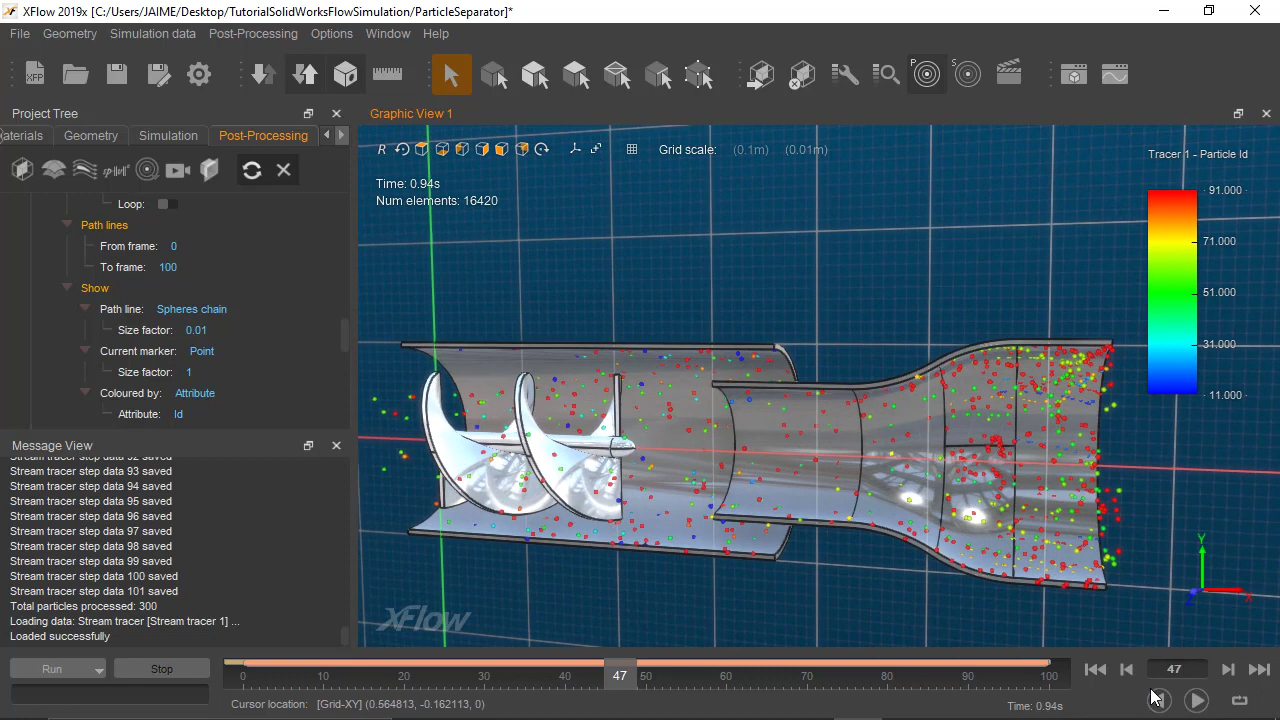 XFlow 2019x [C:/Users/JAIME/Desktop/TutorialSolidWorksFlowSimulation/ParticleSeparator]*
File Geometry Simulation data Post-Processing Options Window Help
XFP
P
S
Project Tree
aterials Geometry Simulation Post-Processing
Loop:
Path lines
From frame: 0
To frame: 100
Show
Path line: Spheres chain
Size factor: 0.01
Current marker: Point
Size factor: 1
Coloured by: Attribute
Attribute: Id
Message View
Stream tracer step data 92 saved
Stream tracer step data 93 saved
Stream tracer step data 94 saved
Stream tracer step data 95 saved
Stream tracer step data 96 saved
Stream tracer step data 97 saved
Stream tracer step data 98 saved
Stream tracer step data 99 saved
Stream tracer step data 100 saved
Stream tracer step data 101 saved
Total particles processed: 300
Loading data: Stream tracer [Stream tracer 1] ...
Loaded successfully
Run Stop
Graphic View 1
R Grid scale: (0.1m) (0.01m)
Time: 0.94s
Num elements: 16420
Tracer 1 - Particle Id
91.000
71.000
51.000
31.000
11.000
Y
X
Z
XFlow
0 10 20 30 40 47 50 60 70 80 90 100
47
Cursor location: [Grid-XY] (0.564813, -0.162113, 0)
Time: 0.94s